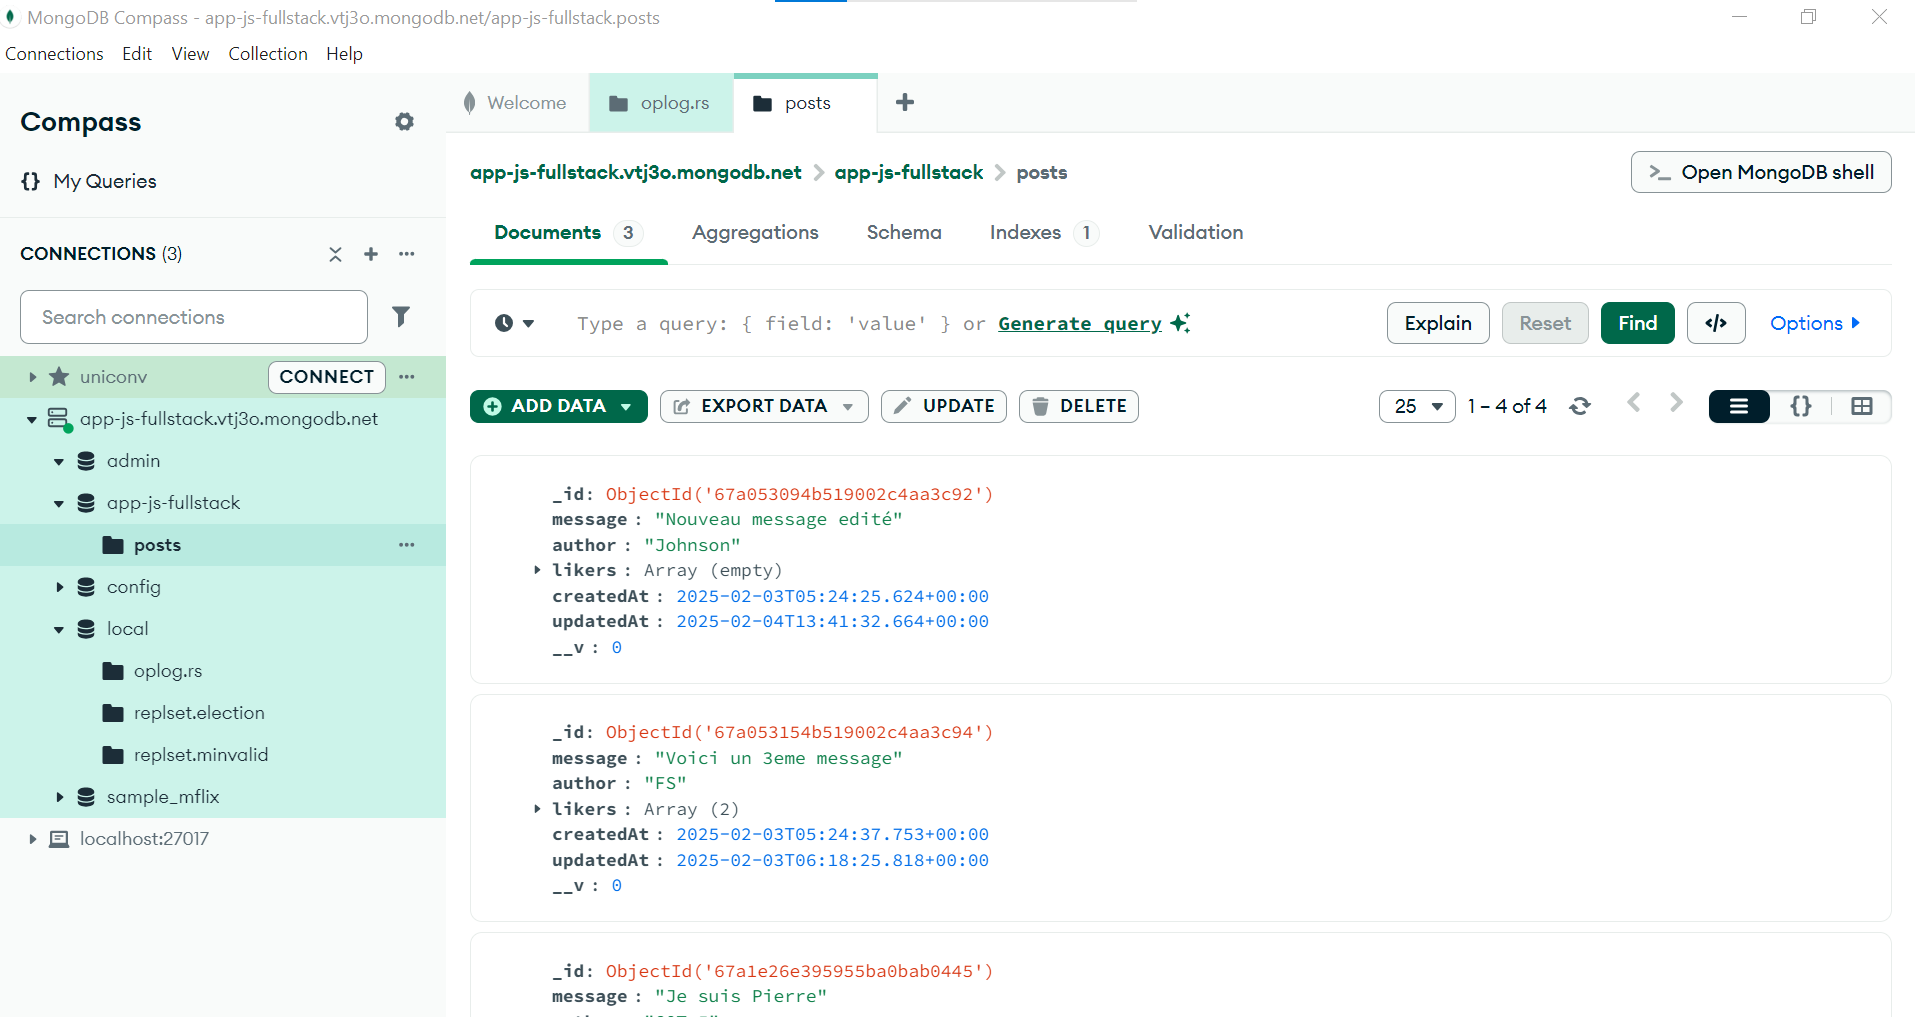 MongoDB Compass - app-js-fullstack.vtj3o.mongodb.net/app-js-fullstack.posts
Connections Edit View Collection Help
Compass
My Queries
CONNECTIONS (3)
Search connections
uniconv CONNECT
app-js-fullstack.vtj3o.mongodb.net
admin
app-js-fullstack
posts
config
local
oplog.rs
replset.election
replset.minvalid
sample_mflix
localhost:27017
Welcome oplog.rs posts
app-js-fullstack.vtj3o.mongodb.net > app-js-fullstack > posts
>_ Open MongoDB shell
Documents 3 Aggregations Schema Indexes 1 Validation
Type a query: { field: 'value' } or Generate query
Explain Reset Find </> Options
ADD DATA EXPORT DATA UPDATE DELETE
25 1 – 4 of 4 {}
_id: ObjectId('67a053094b519002c4aa3c92')
message : "Nouveau message edité"
author : "Johnson"
likers : Array (empty)
createdAt : 2025-02-03T05:24:25.624+00:00
updatedAt : 2025-02-04T13:41:32.664+00:00
__v : 0
_id: ObjectId('67a053154b519002c4aa3c94')
message : "Voici un 3eme message"
author : "FS"
likers : Array (2)
createdAt : 2025-02-03T05:24:37.753+00:00
updatedAt : 2025-02-03T06:18:25.818+00:00
__v : 0
_id: ObjectId('67a1e26e395955ba0bab0445')
message : "Je suis Pierre"